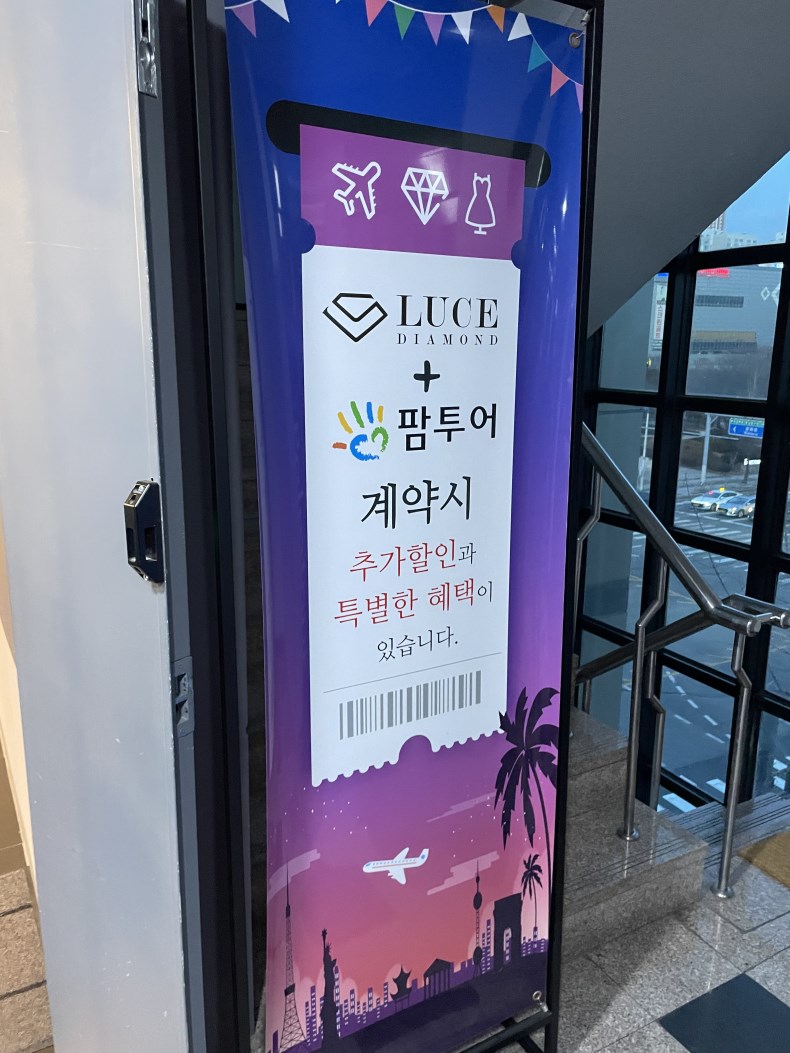 LUCE
DIAMOND
+
팜투어
계약시
추가할인과
특별한 혜택이
있습니다.